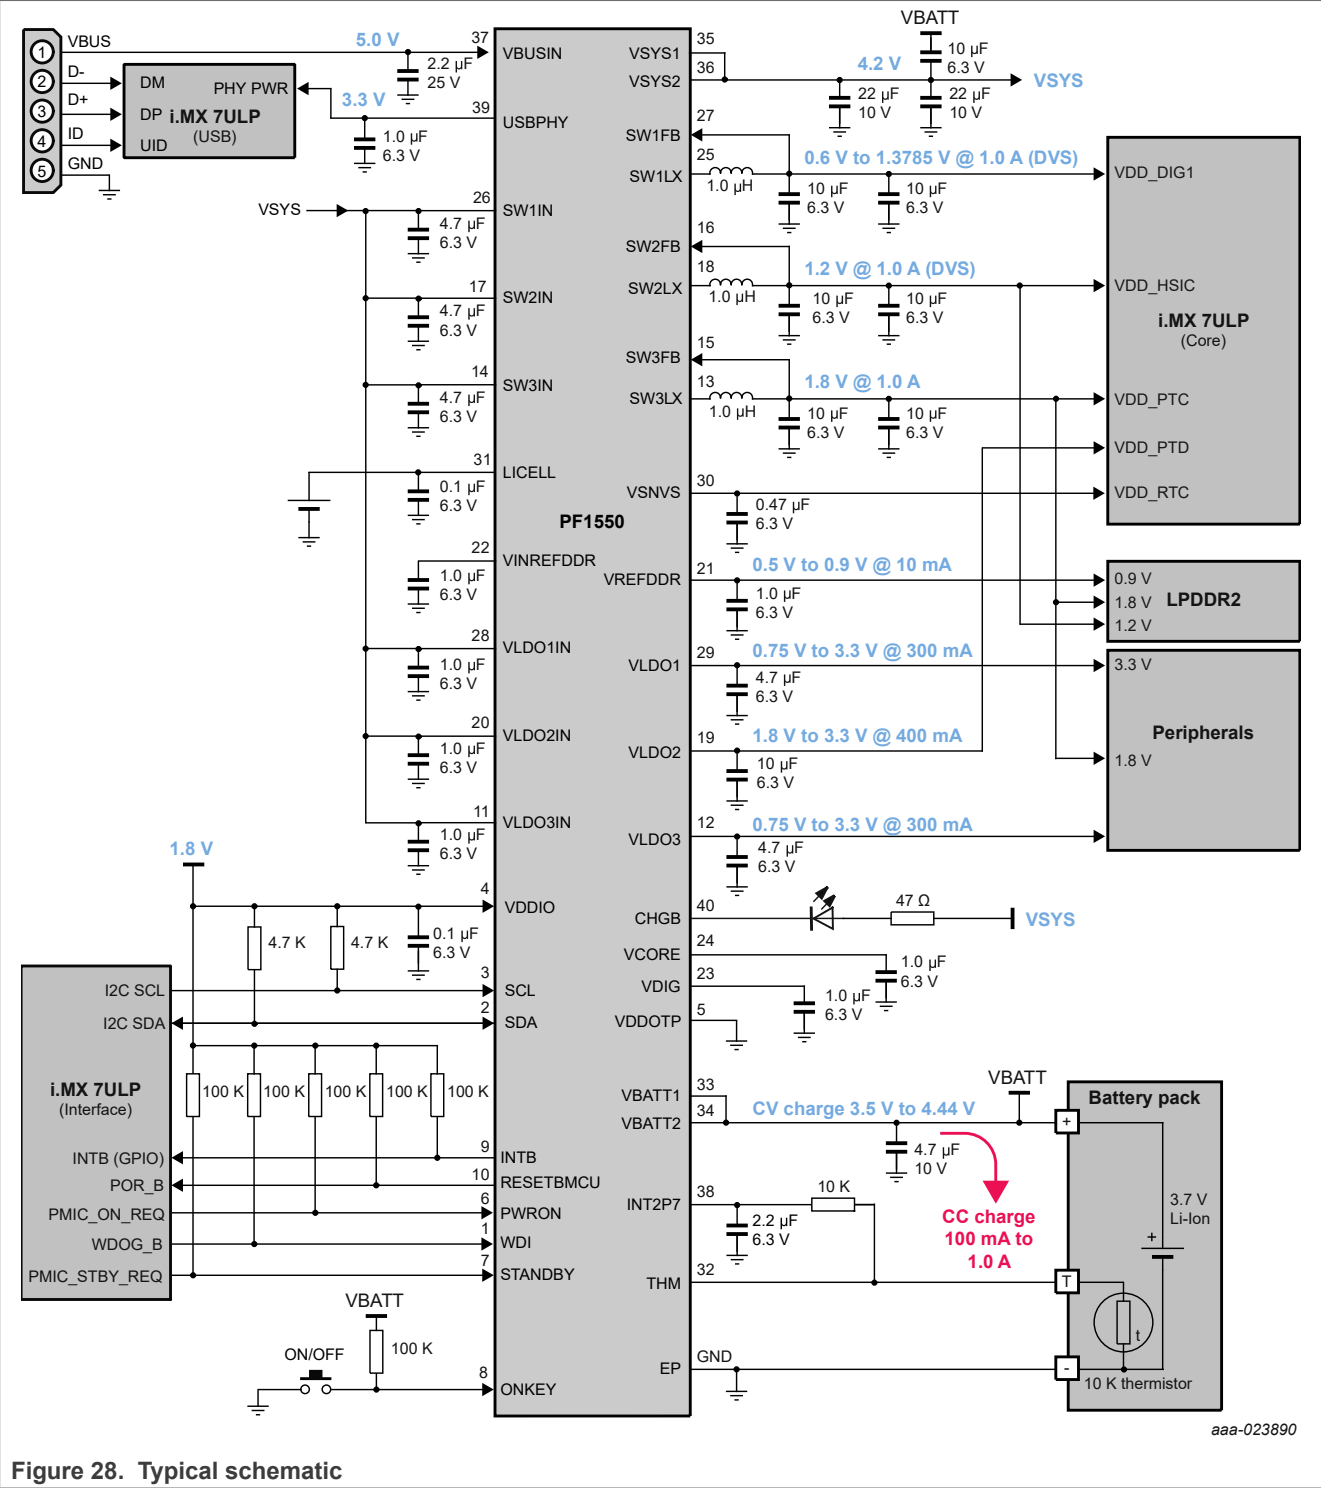 VBATT
1
VBUS
5.0 V
37
VBUSIN
2.2 µF
25 V
2
D-
DM
PHY PWR
3
D+
DP
i.MX 7ULP
(USB)
4
ID
UID
5
GND
3.3 V
39
USBPHY
1.0 µF
6.3 V
VSYS
26
SW1IN
4.7 µF
6.3 V
17
SW2IN
4.7 µF
6.3 V
14
SW3IN
4.7 µF
6.3 V
31
LICELL
0.1 µF
6.3 V
22
VINREFDDR
1.0 µF
6.3 V
28
VLDO1IN
1.0 µF
6.3 V
20
VLDO2IN
1.0 µF
6.3 V
11
VLDO3IN
1.0 µF
6.3 V
1.8 V
4
VDDIO
4.7 K
4.7 K
0.1 µF
6.3 V
I2C SCL
3
SCL
I2C SDA
2
SDA
i.MX 7ULP
(Interface)
100 K
100 K
100 K
100 K
100 K
INTB (GPIO)
9
INTB
POR_B
10
RESETBMCU
PMIC_ON_REQ
6
PWRON
WDOG_B
1
WDI
PMIC_STBY_REQ
7
STANDBY
VBATT
100 K
ON/OFF
8
ONKEY
PF1550
VSYS1
35
VSYS2
36
4.2 V
10 µF
6.3 V
VSYS
22 µF
10 V
22 µF
10 V
SW1FB
27
SW1LX
25
1.0 µH
0.6 V to 1.3785 V @ 1.0 A (DVS)
10 µF
6.3 V
10 µF
6.3 V
VDD_DIG1
SW2FB
16
SW2LX
18
1.0 µH
1.2 V @ 1.0 A (DVS)
10 µF
6.3 V
10 µF
6.3 V
VDD_HSIC
i.MX 7ULP
(Core)
SW3FB
15
SW3LX
13
1.0 µH
1.8 V @ 1.0 A
10 µF
6.3 V
10 µF
6.3 V
VDD_PTC
VDD_PTD
VSNVS
30
0.47 µF
6.3 V
VDD_RTC
VREFDDR
21
0.5 V to 0.9 V @ 10 mA
1.0 µF
6.3 V
0.9 V
1.8 V
LPDDR2
1.2 V
VLDO1
29
0.75 V to 3.3 V @ 300 mA
4.7 µF
6.3 V
3.3 V
Peripherals
1.8 V
VLDO2
19
1.8 V to 3.3 V @ 400 mA
10 µF
6.3 V
VLDO3
12
0.75 V to 3.3 V @ 300 mA
4.7 µF
6.3 V
CHGB
40
47 Ω
VSYS
VCORE
24
1.0 µF
6.3 V
VDIG
23
1.0 µF
6.3 V
VDDOTP
5
VBATT1
33
VBATT2
34
CV charge 3.5 V to 4.44 V
VBATT
4.7 µF
10 V
CC charge
100 mA to
1.0 A
INT2P7
38
10 K
2.2 µF
6.3 V
THM
32
EP
GND
Battery pack
+
3.7 V
Li-Ion
+
T
t
-
10 K thermistor
aaa-023890
Figure 28. Typical schematic